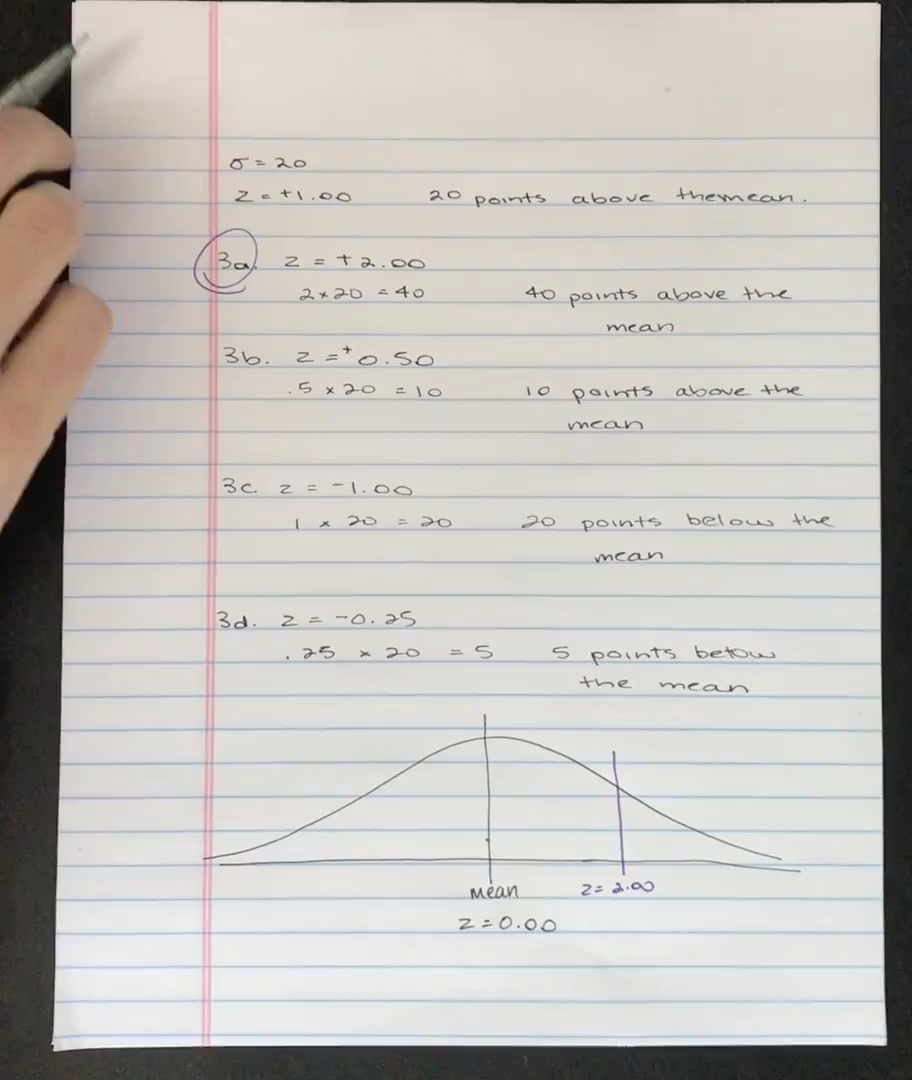 σ = 20
z = +1.00 20 points above the mean.
3a. z = +2.00
2 × 20 = 40 40 points above the
mean
3b. z = +0.50
.5 × 20 = 10 10 points above the
mean
3c. z = -1.00
1 × 20 = 20 20 points below the
mean
3d. z = -0.25
.25 × 20 = 5 5 points below
the mean
mean z = 2.00
z = 0.00